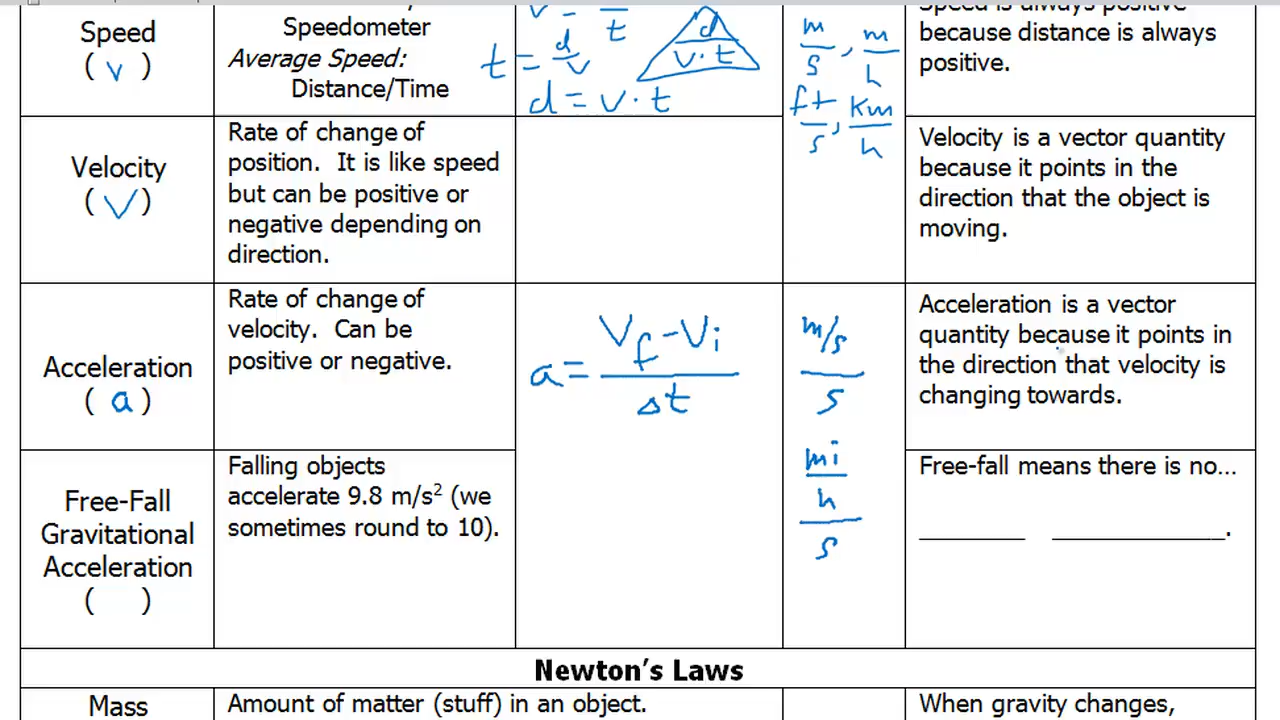 Speed
( v )
Speedometer
Average Speed:
Distance/Time
t = d/v
d
v · t
d = v · t
m/s, m/h
ft/s, km/h
because distance is always
positive.
Velocity
( V )
Rate of change of
position. It is like speed
but can be positive or
negative depending on
direction.
Velocity is a vector quantity
because it points in the
direction that the object is
moving.
Acceleration
( a )
Rate of change of
velocity. Can be
positive or negative.
a = Vf - Vi
Δt
m/s
s
Acceleration is a vector
quantity because it points in
the direction that velocity is
changing towards.
Free-Fall
Gravitational
Acceleration
( )
Falling objects
accelerate 9.8 m/s² (we
sometimes round to 10).
mi
h
s
Free-fall means there is no...
________ _____________.
Newton's Laws
Mass
Amount of matter (stuff) in an object.
When gravity changes,